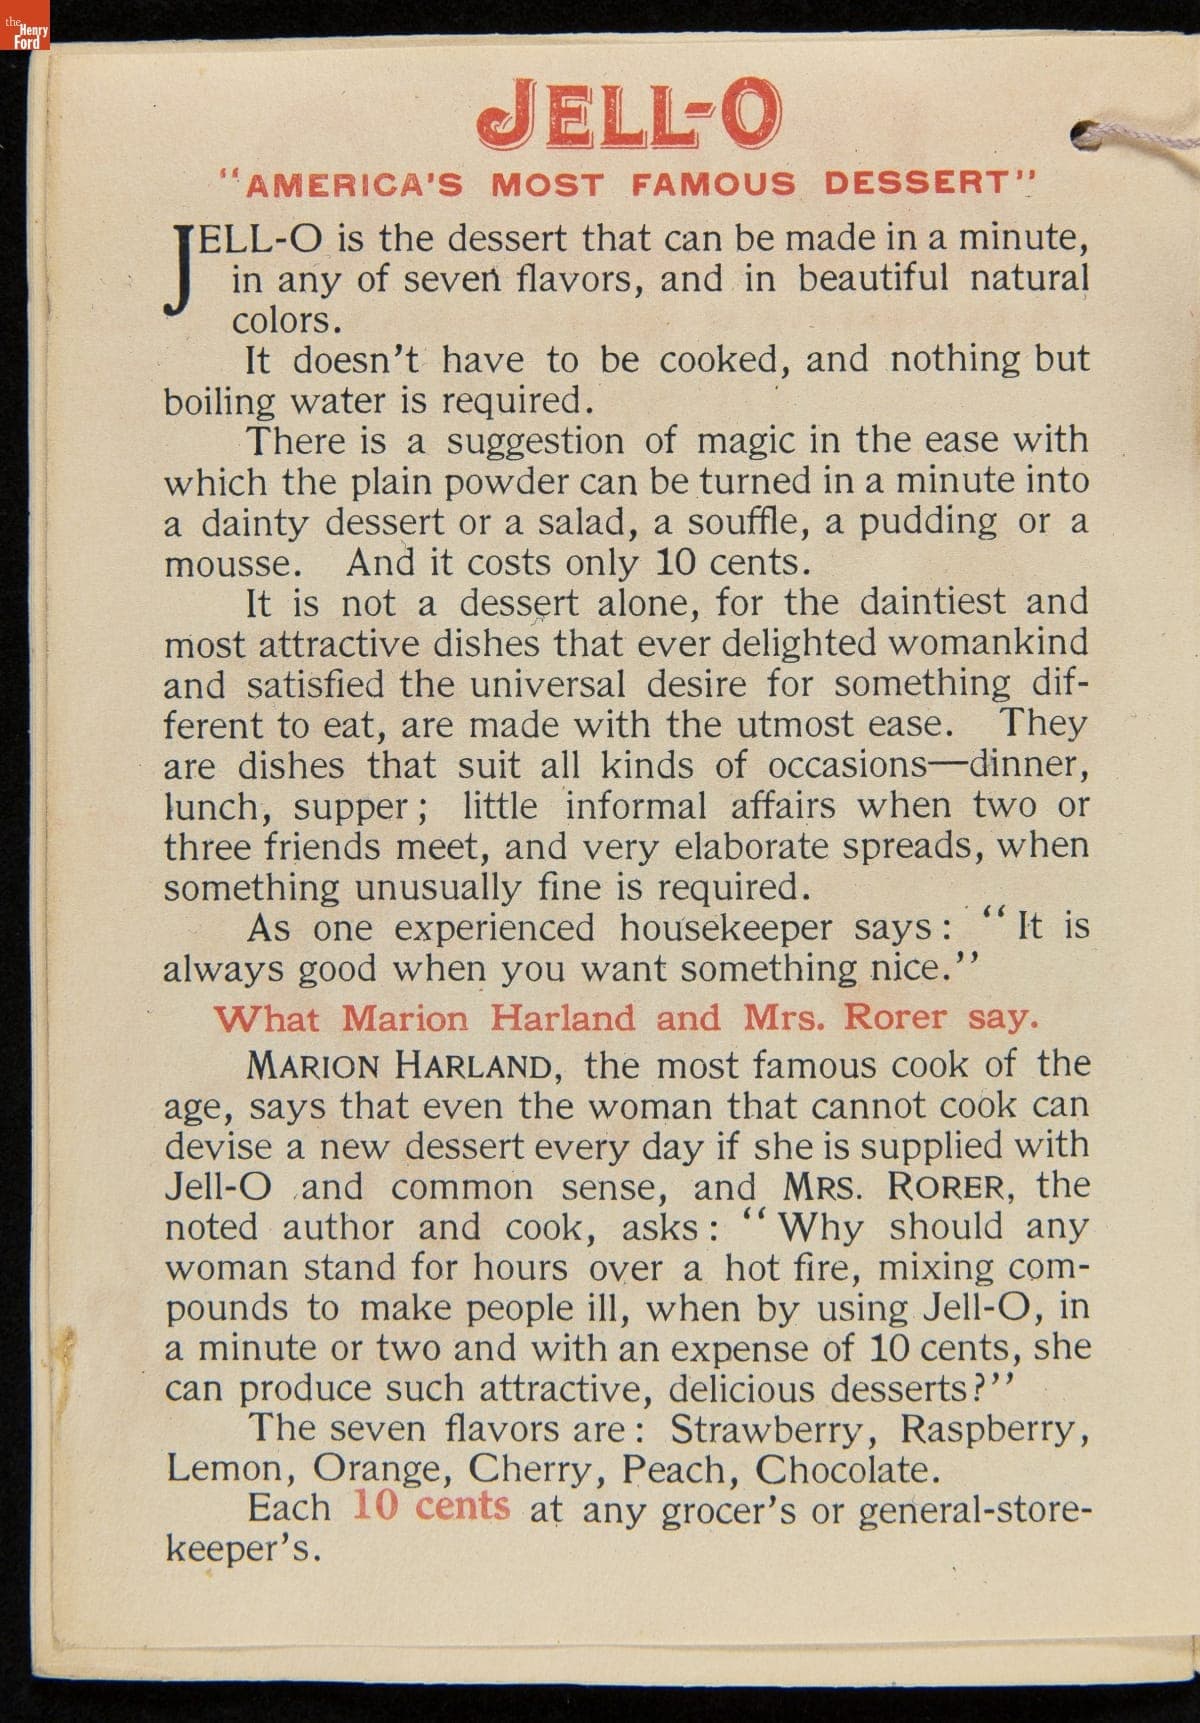 the
Henry
Ford
JELL-O
"AMERICA'S MOST FAMOUS DESSERT"
JELL-O is the dessert that can be made in a minute,
in any of seven flavors, and in beautiful natural
colors.
It doesn't have to be cooked, and nothing but
boiling water is required.
There is a suggestion of magic in the ease with
which the plain powder can be turned in a minute into
a dainty dessert or a salad, a souffle, a pudding or a
mousse. And it costs only 10 cents.
It is not a dessert alone, for the daintiest and
most attractive dishes that ever delighted womankind
and satisfied the universal desire for something dif-
ferent to eat, are made with the utmost ease. They
are dishes that suit all kinds of occasions—dinner,
lunch, supper; little informal affairs when two or
three friends meet, and very elaborate spreads, when
something unusually fine is required.
As one experienced housekeeper says: "It is
always good when you want something nice."
What Marion Harland and Mrs. Rorer say.
MARION HARLAND, the most famous cook of the
age, says that even the woman that cannot cook can
devise a new dessert every day if she is supplied with
Jell-O and common sense, and MRS. RORER, the
noted author and cook, asks: "Why should any
woman stand for hours over a hot fire, mixing com-
pounds to make people ill, when by using Jell-O, in
a minute or two and with an expense of 10 cents, she
can produce such attractive, delicious desserts?"
The seven flavors are: Strawberry, Raspberry,
Lemon, Orange, Cherry, Peach, Chocolate.
Each 10 cents at any grocer's or general-store-
keeper's.